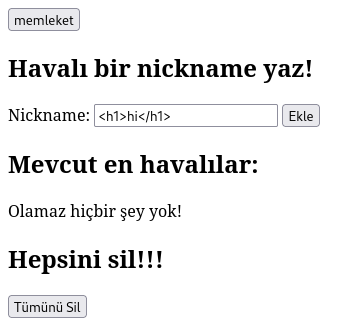 memleket
Havalı bir nickname yaz!
Nickname: <h1>hi</h1> Ekle
Mevcut en havalılar:
Olamaz hiçbir şey yok!
Hepsini sil!!!
Tümünü Sil